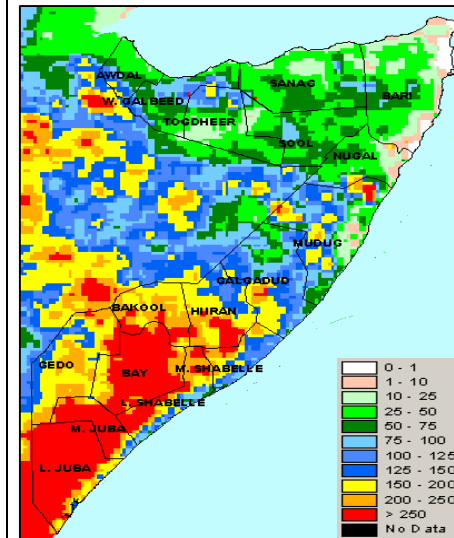 AWDAL
W. GALBEED
TOGDHEER
SANAG
BARI
SOOL
NUGAL
MUDUG
GALGADUD
BAKOOL
HIIRAN
GEDO
BAY
M. SHABELLE
L. SHABELLE
M. JUBA
L. JUBA
0 - 1
1 - 10
10 - 25
25 - 50
50 - 75
75 - 100
100 - 125
125 - 150
150 - 200
200 - 250
> 250
No Data